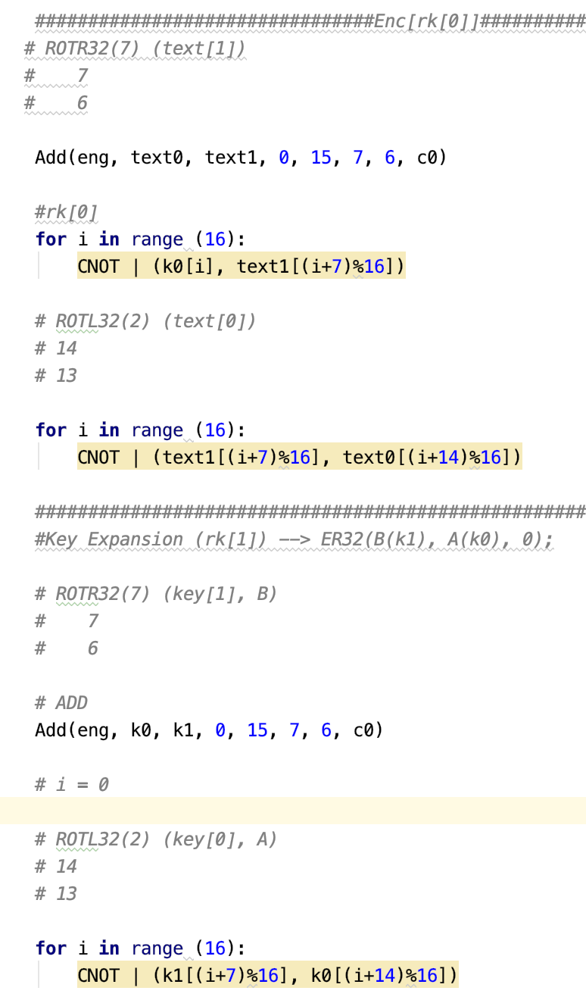 ################################Enc[rk[0]]##########
# ROTR32(7) (text[1])
#    7
#    6
Add(eng, text0, text1, 0, 15, 7, 6, c0)
#rk[0]
for i in range (16):
CNOT | (k0[i], text1[(i+7)%16])
# ROTL32(2) (text[0])
# 14
# 13
for i in range (16):
CNOT | (text1[(i+7)%16], text0[(i+14)%16])
####################################################
#Key Expansion (rk[1]) --> ER32(B(k1), A(k0), 0);
# ROTR32(7) (key[1], B)
#    7
#    6
# ADD
Add(eng, k0, k1, 0, 15, 7, 6, c0)
# i = 0
# ROTL32(2) (key[0], A)
# 14
# 13
for i in range (16):
CNOT | (k1[(i+7)%16], k0[(i+14)%16])